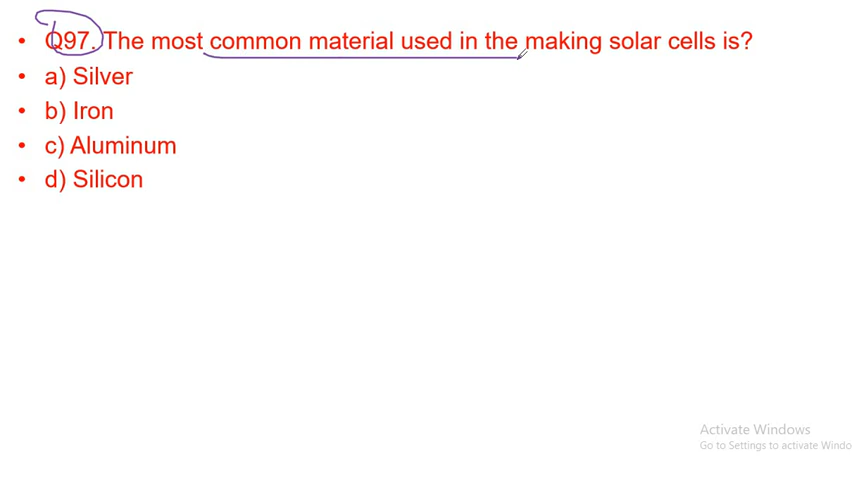 • Q97. The most common material used in the making solar cells is?
• a) Silver
• b) Iron
• c) Aluminum
• d) Silicon
Activate Windows
Go to Settings to activate Windo